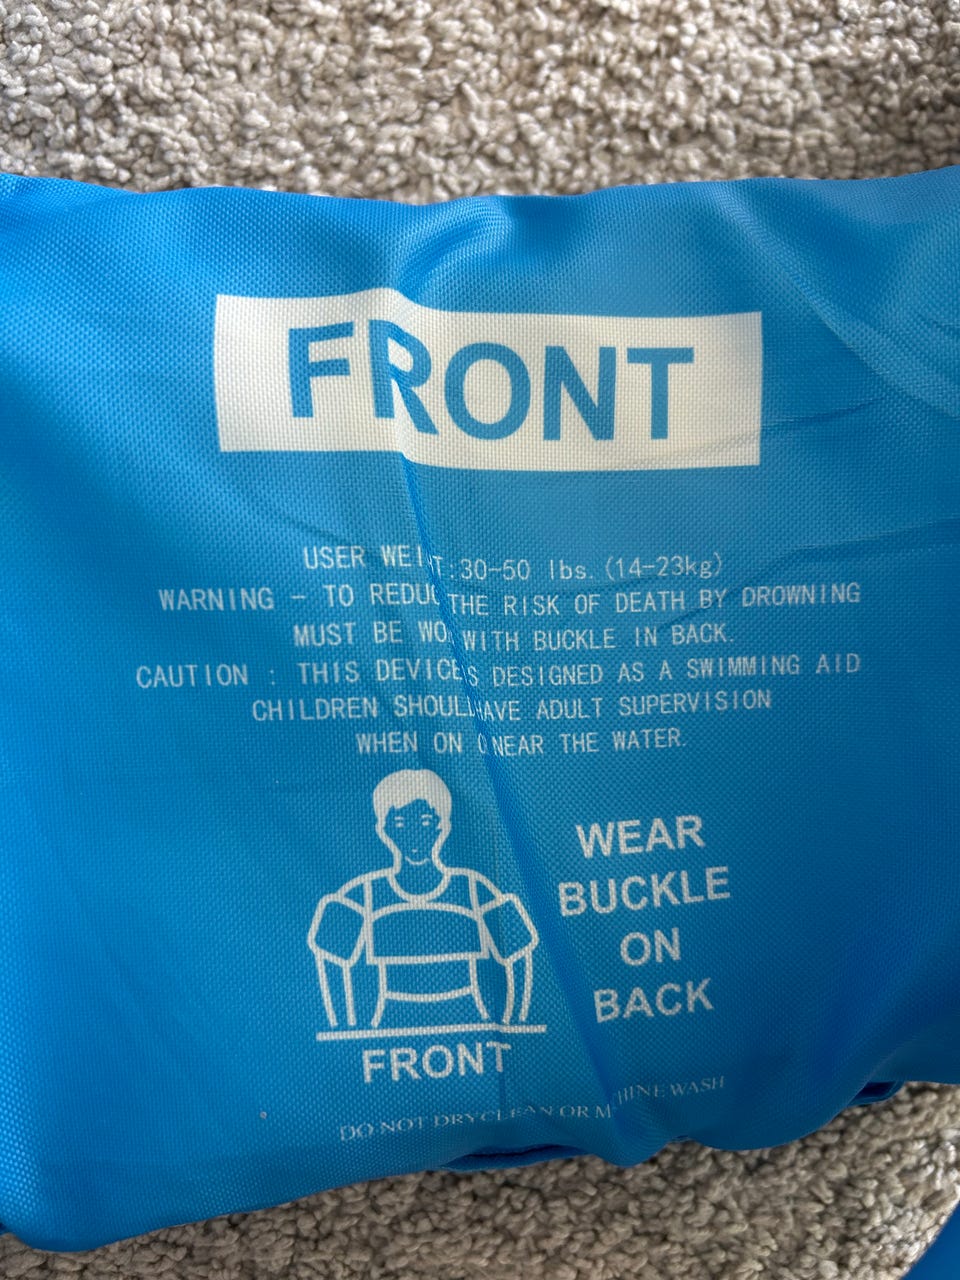 FRONT
USER WEI T:30-50 lbs.(14-23kg)
WARNING - TO REDUC THE RISK OF DEATH BY DROWNING
MUST BE WO WITH BUCKLE IN BACK.
CAUTION : THIS DEVICE S DESIGNED AS A SWIMMING AID
CHILDREN SHOUL HAVE ADULT SUPERVISION
WHEN ON O NEAR THE WATER.
WEAR
BUCKLE
ON
BACK
FRONT
DO NOT DRY CLEAN OR M HINE WASH